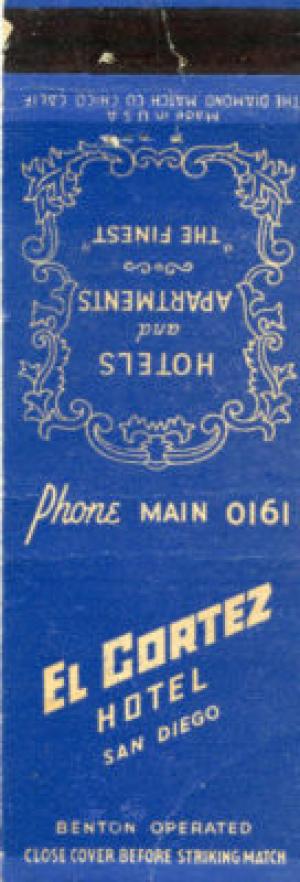 THE DIAMOND MATCH CO CHICO CALIF
Made in U S A
"THE FINEST"
APARTMENTS
and
HOTELS
Phone MAIN 0161
EL CORTEZ
HOTEL
SAN DIEGO
BENTON OPERATED
CLOSE COVER BEFORE STRIKING MATCH